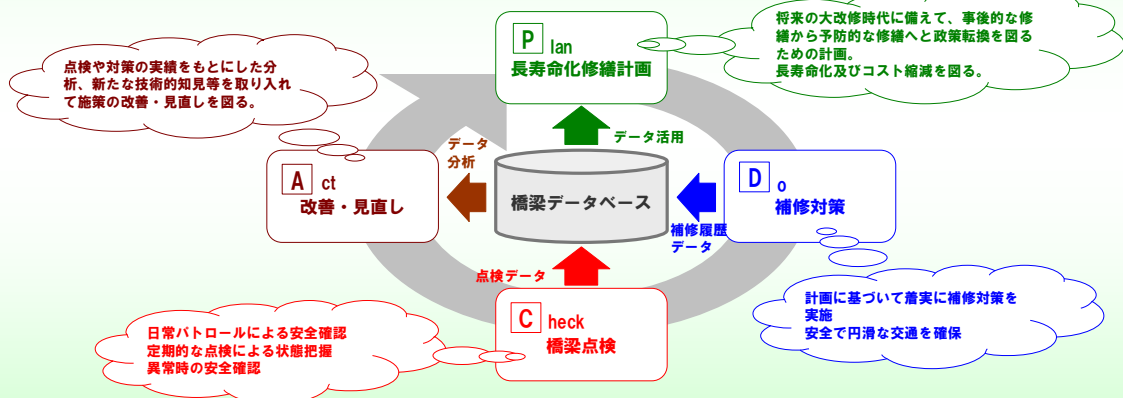 P lan
長寿命化修繕計画
将来の大改修時代に備えて、事後的な修
繕から予防的な修繕へと政策転換を図る
ための計画。
長寿命化及びコスト縮減を図る。
点検や対策の実績をもとにした分
析、新たな技術的知見等を取り入れ
て施策の改善・見直しを図る。
データ
分析
データ活用
A ct
改善・見直し
橋梁データベース
D o
補修対策
補修履歴
データ
点検データ
C heck
橋梁点検
計画に基づいて着実に補修対策を
実施
安全で円滑な交通を確保
日常パトロールによる安全確認
定期的な点検による状態把握
異常時の安全確認